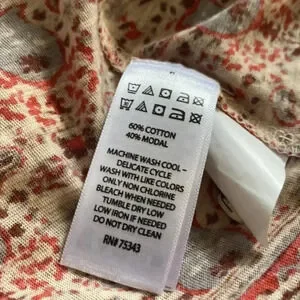 60% COTTON
40% MODAL
MACHINE WASH COOL –
DELICATE CYCLE
WASH WITH LIKE COLORS
ONLY NON CHLORINE
BLEACH WHEN NEEDED
TUMBLE DRY LOW
LOW IRON IF NEEDED
DO NOT DRY CLEAN
RN# 75343